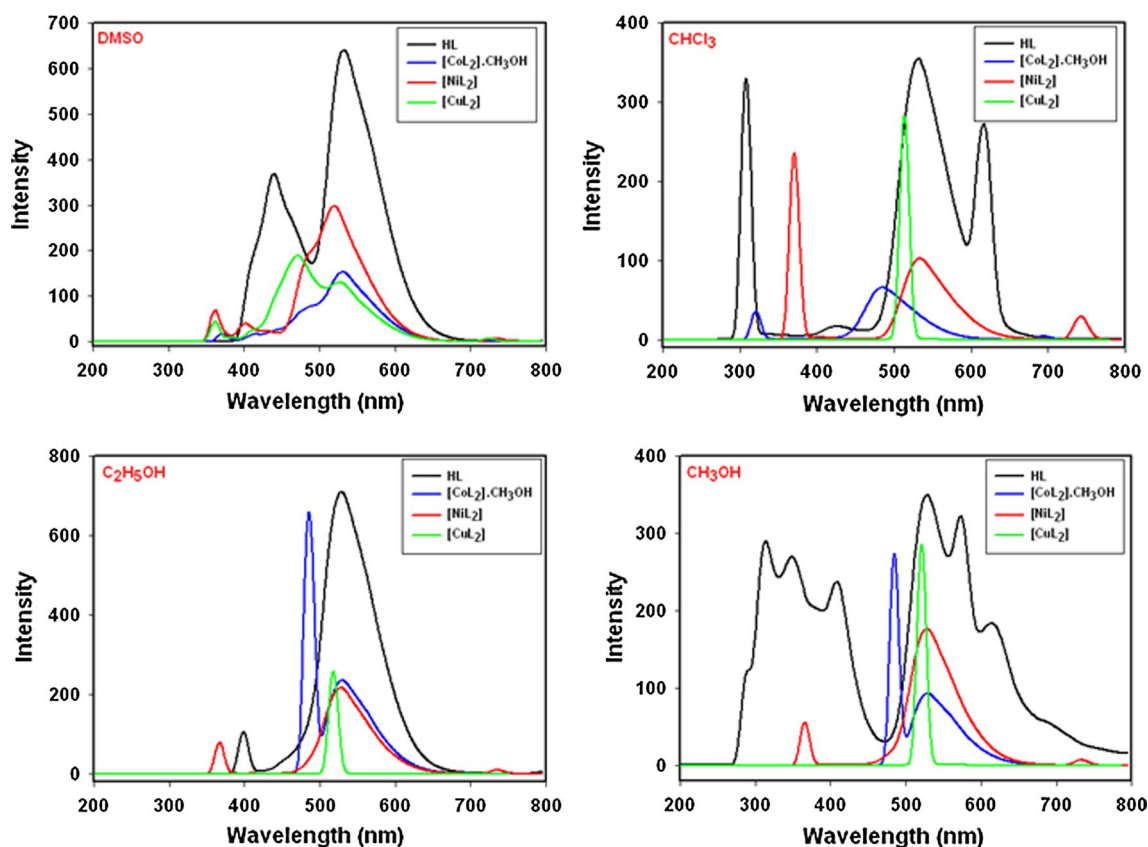 DMSO
HL
[CoL2].CH3OH
[NiL2]
[CuL2]
700
600
500
400
300
200
100
0
Intensity
200 300 400 500 600 700 800
Wavelength (nm)
CHCl3
HL
[CoL2].CH3OH
[NiL2]
[CuL2]
400
300
200
100
0
Intensity
200 300 400 500 600 700 800
Wavelength (nm)
C2H5OH
HL
[CoL2].CH3OH
[NiL2]
[CuL2]
800
600
400
200
0
Intensity
200 300 400 500 600 700 800
Wavelength (nm)
CH3OH
HL
[CoL2].CH3OH
[NiL2]
[CuL2]
400
300
200
100
0
Intensity
200 300 400 500 600 700 800
Wavelength (nm)